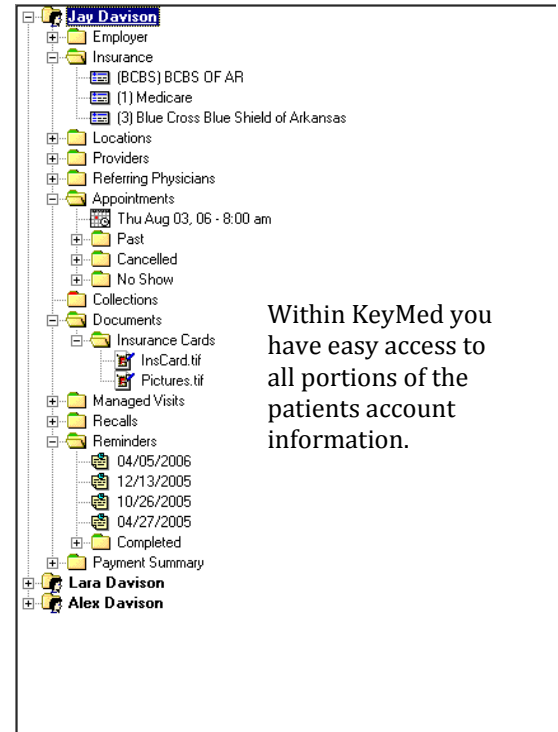 Jay Davison
Employer
Insurance
(BCBS) BCBS OF AR
(1) Medicare
(3) Blue Cross Blue Shield of Arkansas
Locations
Providers
Referring Physicians
Appointments
Thu Aug 03, 06 - 8:00 am
Past
Cancelled
No Show
Collections
Documents
Insurance Cards
InsCard.tif
Pictures.tif
Managed Visits
Recalls
Reminders
04/05/2006
12/13/2005
10/26/2005
04/27/2005
Completed
Payment Summary
Lara Davison
Alex Davison
Within KeyMed you
have easy access to
all portions of the
patients account
information.